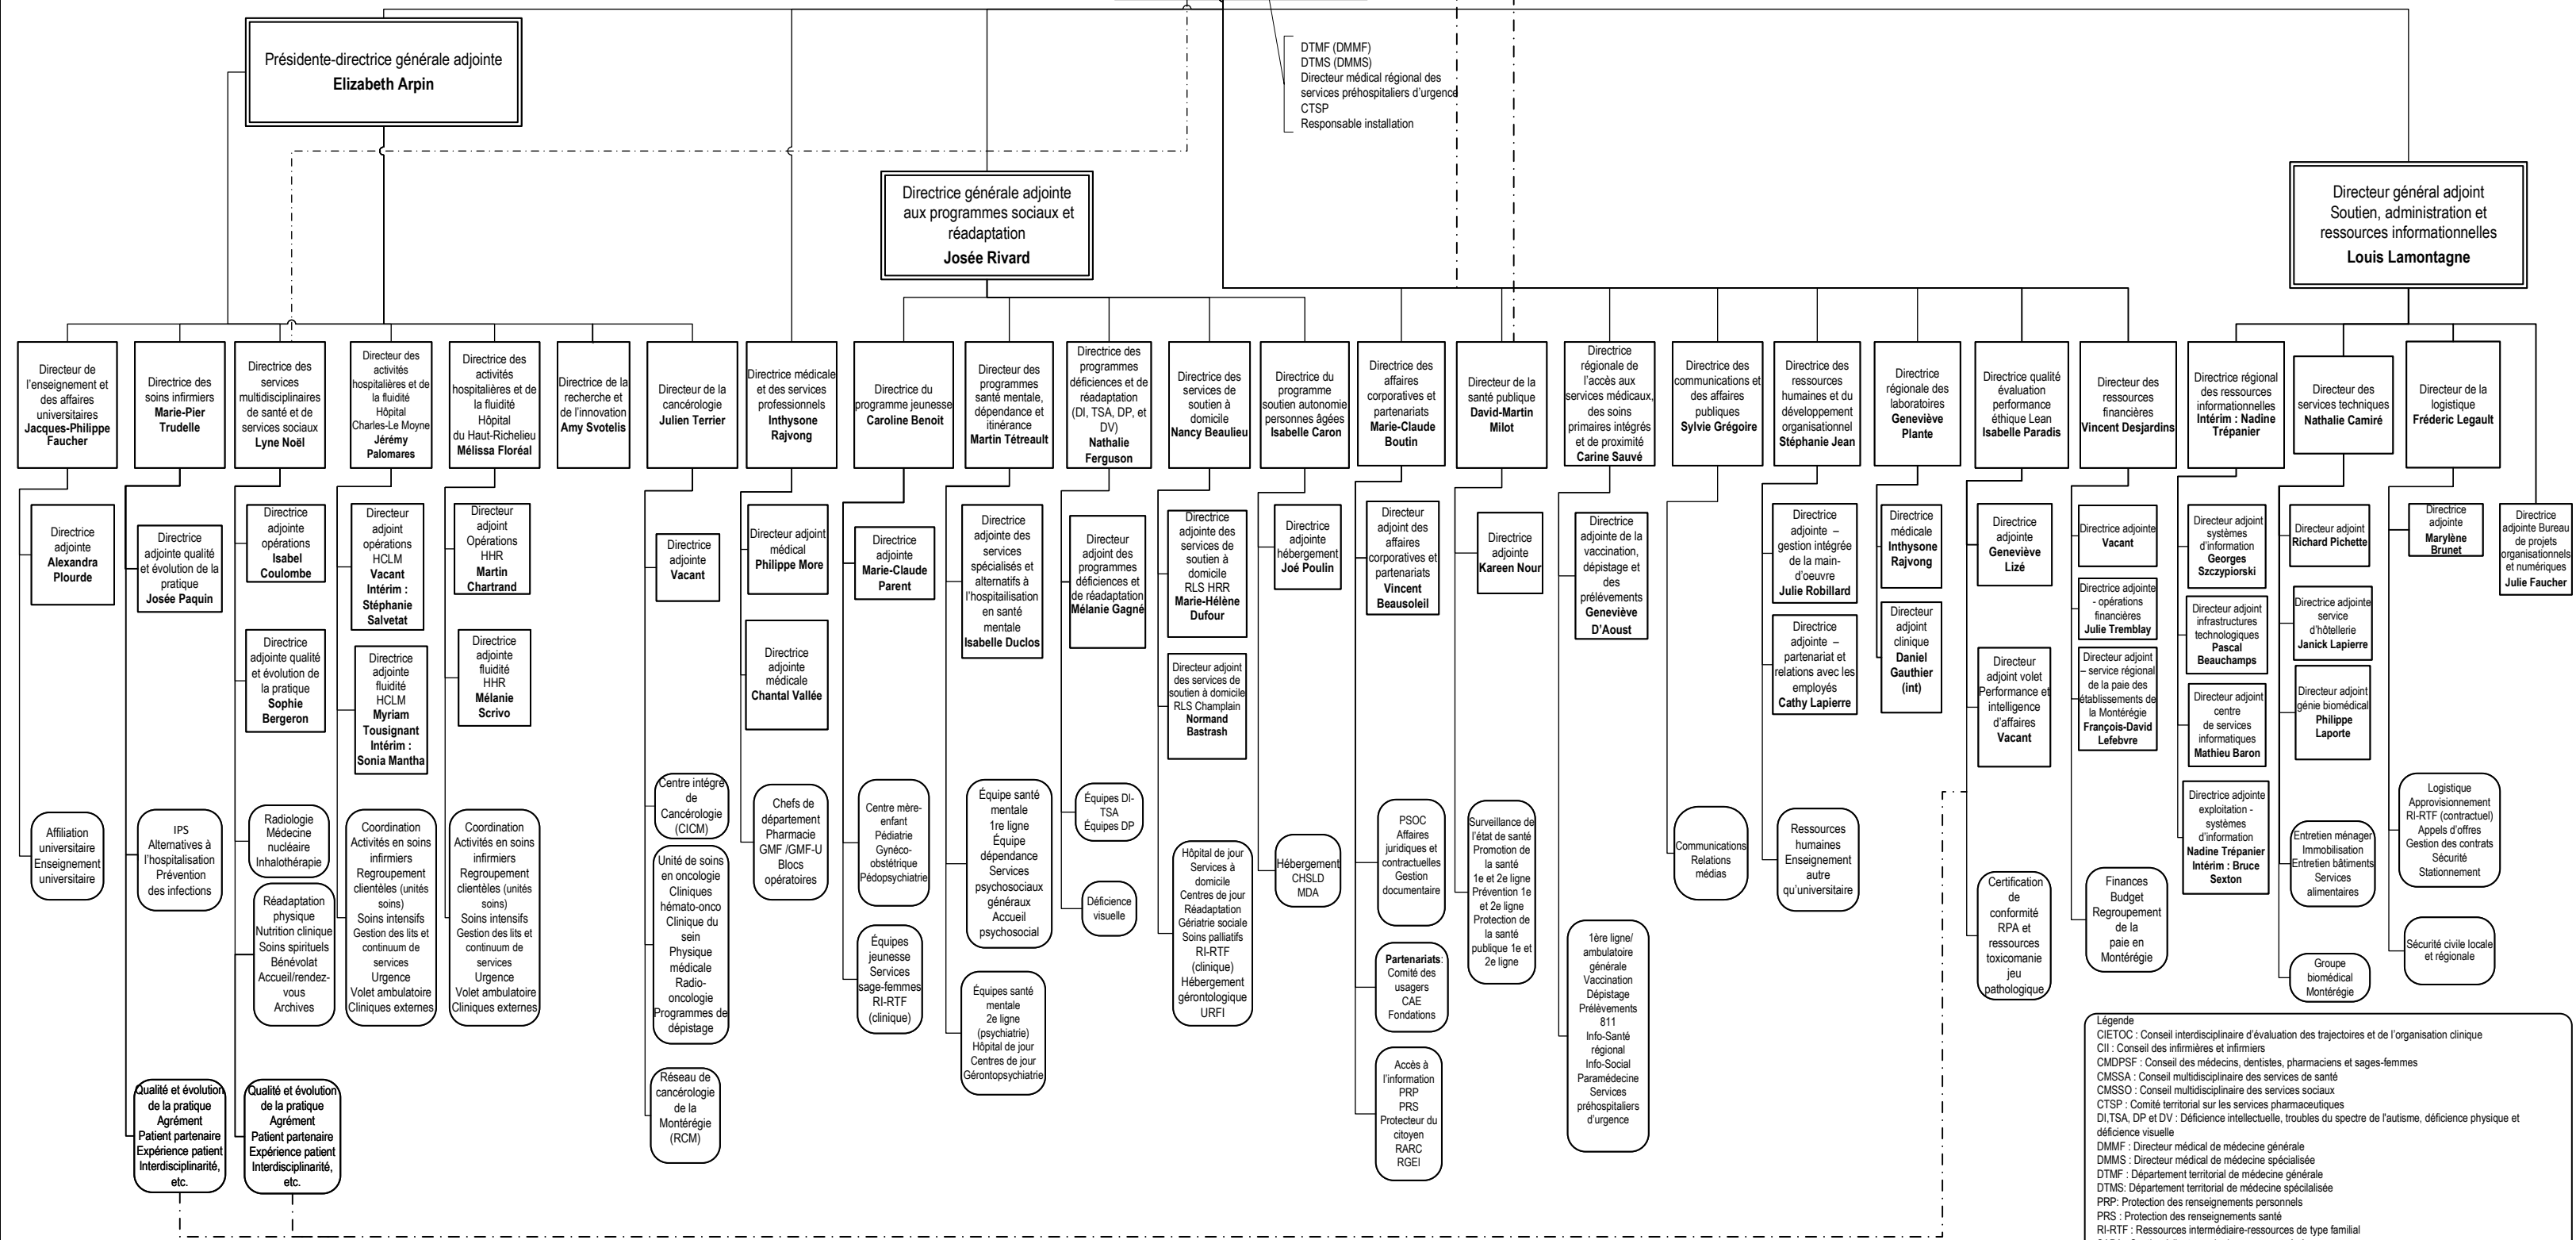 Présidente-directrice générale adjointe
Elizabeth Arpin
DTMF (DMMF)
DTMS (DMMS)
Directeur médical régional des
services préhospitaliers d'urgence
CTSP
Responsable installation
Directrice générale adjointe
aux programmes sociaux et
réadaptation
Josée Rivard
Directeur général adjoint
Soutien, administration et
ressources informationnelles
Louis Lamontagne
Directeur de
l'enseignement et
des affaires
universitaires
Jacques-Philippe
Faucher
Directrice des
soins infirmiers
Marie-Pier
Trudelle
Directrice des
services
multidisciplinaires
de santé et de
services sociaux
Lyne Noël
Directeur des
activités
hospitalières et de
la fluidité
Hôpital
Charles-Le Moyne
Jérémy
Palomares
Directrice des
activités
hospitalières et de
la fluidité
Hôpital
du Haut-Richelieu
Mélissa Floréal
Directrice de la
recherche et
de l'innovation
Amy Svotelis
Directeur de la
cancérologie
Julien Terrier
Directrice médicale
et des services
professionnels
Inthysone
Rajvong
Directrice du
programme jeunesse
Caroline Benoit
Directeur des
programmes
santé mentale,
dépendance et
itinérance
Martin Tétreault
Directrice des
programmes
déficiences et de
réadaptation
(DI, TSA, DP, et
DV)
Nathalie
Ferguson
Directrice des
services de
soutien à
domicile
Nancy Beaulieu
Directrice du
programme
soutien autonomie
personnes âgées
Isabelle Caron
Directrice des
affaires
corporatives et
partenariats
Marie-Claude
Boutin
Directeur de la
santé publique
David-Martin
Milot
Directrice
régionale de
l'accès aux
services médicaux,
des soins
primaires intégrés
et de proximité
Carine Sauvé
Directrice des
communications et
des affaires
publiques
Sylvie Grégoire
Directrice des
ressources
humaines et du
développement
organisationnel
Stéphanie Jean
Directrice
régionale des
laboratoires
Geneviève
Plante
Directrice qualité
évaluation
performance
éthique Lean
Isabelle Paradis
Directeur des
ressources
financières
Vincent Desjardins
Directrice régional
des ressources
informationnelles
Intérim : Nadine
Trépanier
Directeur des
services techniques
Nathalie Camiré
Directeur de la
logistique
Fréderic Legault
Directrice
adjointe
Alexandra
Plourde
Directrice
adjointe qualité
et évolution de la
pratique
Josée Paquin
Directrice
adjointe
opérations
Isabel
Coulombe
Directrice
adjointe qualité
et évolution de
la pratique
Sophie
Bergeron
Directeur
adjoint
opérations
HCLM
Vacant
Intérim :
Stéphanie
Salvetat
Directrice
adjointe
fluidité
HCLM
Myriam
Tousignant
Intérim :
Sonia Mantha
Directeur
adjoint
Opérations
HHR
Martin
Chartrand
Directrice
adjointe
fluidité
HHR
Mélanie
Scrivo
Directrice
adjointe
Vacant
Directeur adjoint
médical
Philippe More
Directrice
adjointe
médicale
Chantal Vallée
Directrice
adjointe
Marie-Claude
Parent
Directrice
adjointe des
services
spécialisés et
alternatifs à
l'hospitailisation
en santé
mentale
Isabelle Duclos
Directeur
adjoint des
programmes
déficiences et
de réadaptation
Mélanie Gagné
Directrice
adjointe des
services de
soutien à
domicile
RLS HRR
Marie-Hélène
Dufour
Directeur adjoint
des services de
soutien à domicile
RLS Champlain
Normand
Bastrash
Directrice
adjointe
hébergement
Joé Poulin
Directeur
adjoint des
affaires
corporatives et
partenariats
Vincent
Beausoleil
Directrice
adjointe
Kareen Nour
Directrice
adjointe de la
vaccination,
dépistage et
des
prélévements
Geneviève
D'Aoust
Directrice
adjointe –
gestion intégrée
de la main-
d'oeuvre
Julie Robillard
Directrice
adjointe –
partenariat et
relations avec les
employés
Cathy Lapierre
Directrice
médicale
Inthysone
Rajvong
Directeur
adjoint
clinique
Daniel
Gauthier
(int)
Directrice
adjointe
Geneviève
Lizé
Directeur
adjoint volet
Performance et
intelligence
d'affaires
Vacant
Directrice adjointe
Vacant
Directrice adjointe
- opérations
financières
Julie Tremblay
Directeur adjoint
– service régional
de la paie des
établissements de
la Montérégie
François-David
Lefebvre
Directeur adjoint
systèmes
d'information
Georges
Szczypiorski
Directeur adjoint
infrastructures
technologiques
Pascal
Beauchamps
Directeur adjoint
centre
de services
informatiques
Mathieu Baron
Directrice adjointe
exploitation -
systèmes
d'information
Nadine Trépanier
Intérim : Bruce
Sexton
Directeur adjoint
Richard Pichette
Directrice adjointe
service
d'hôtellerie
Janick Lapierre
Directeur adjoint
génie biomédical
Philippe
Laporte
Directrice
adjointe
Marylène
Brunet
Directrice
adjointe Bureau
de projets
organisationnels
et numériques
Julie Faucher
Affiliation
universitaire
Enseignement
universitaire
IPS
Alternatives à
l'hospitalisation
Prévention
des infections
Radiologie
Médecine
nucléaire
Inhalothérapie
Réadaptation
physique
Nutrition clinique
Soins spirituels
Bénévolat
Accueil/rendez-
vous
Archives
Coordination
Activités en soins
infirmiers
Regroupement
clientèles (unités
soins)
Soins intensifs
Gestion des lits et
continuum de
services
Urgence
Volet ambulatoire
Cliniques externes
Coordination
Activités en soins
infirmiers
Regroupement
clientèles (unités
soins)
Soins intensifs
Gestion des lits et
continuum de
services
Urgence
Volet ambulatoire
Cliniques externes
Centre intégré
de
Cancérologie
(CICM)
Unité de soins
en oncologie
Cliniques
hémato-onco
Clinique du
sein
Physique
médicale
Radio-
oncologie
Programmes de
dépistage
Réseau de
cancérologie
de la
Montérégie
(RCM)
Chefs de
département
Pharmacie
GMF /GMF-U
Blocs
opératoires
Centre mère-
enfant
Pédiatrie
Gynéco-
obstétrique
Pédopsychiatrie
Équipes
jeunesse
Services
sage-femmes
RI-RTF
(clinique)
Équipe santé
mentale
1re ligne
Équipe
dépendance
Services
psychosociaux
généraux
Accueil
psychosocial
Équipes santé
mentale
2e ligne
(psychiatrie)
Hôpital de jour
Centres de jour
Gérontopsychiatrie
Équipes DI-
TSA
Équipes DP
Déficience
visuelle
Hôpital de jour
Services à
domicile
Centres de jour
Réadaptation
Gériatrie sociale
Soins palliatifs
RI-RTF
(clinique)
Hébergement
gérontologique
URFI
Hébergement
CHSLD
MDA
PSOC
Affaires
juridiques et
contractuelles
Gestion
documentaire
Partenariats:
Comité des
usagers
CAE
Fondations
Accès à
l'information
PRP
PRS
Protecteur du
citoyen
RARC
RGEI
Surveillance de
l'état de santé
Promotion de
la santé
1e et 2e ligne
Prévention 1e
et 2e ligne
Protection de
la santé
publique 1e et
2e ligne
1ère ligne/
ambulatoire
générale
Vaccination
Dépistage
Prélèvements
811
Info-Santé
régional
Info-Social
Paramédecine
Services
préhospitaliers
d'urgence
Communications
Relations
médias
Ressources
humaines
Enseignement
autre
qu'universitaire
Certification
de
conformité
RPA et
ressources
toxicomanie
jeu
pathologique
Finances
Budget
Regroupement
de la
paie en
Montérégie
Entretien ménager
Immobilisation
Entretien bâtiments
Services
alimentaires
Groupe
biomédical
Montérégie
Logistique
Approvisionnement
RI-RTF (contractuel)
Appels d'offres
Gestion des contrats
Sécurité
Stationnement
Sécurité civile locale
et régionale
Qualité et évolution
de la pratique
Agrément
Patient partenaire
Expérience patient
Interdisciplinarité,
etc.
Qualité et évolution
de la pratique
Agrément
Patient partenaire
Expérience patient
Interdisciplinarité,
etc.
Légende
CIETOC : Conseil interdisciplinaire d'évaluation des trajectoires et de l'organisation clinique
CII : Conseil des infirmières et infirmiers
CMDPSF : Conseil des médecins, dentistes, pharmaciens et sages-femmes
CMSSA : Conseil multidisciplinaire des services de santé
CMSSO : Conseil multidisciplinaire des services sociaux
CTSP : Comité territorial sur les services pharmaceutiques
DI,TSA, DP et DV : Déficience intellectuelle, troubles du spectre de l'autisme, déficience physique et
déficience visuelle
DMMF : Directeur médical de médecine générale
DMMS : Directeur médical de médecine spécialisée
DTMF : Département territorial de médecine générale
DTMS: Département territorial de médecine spécilalisée
PRP: Protection des renseignements personnels
PRS : Protection des renseignements santé
RI-RTF : Ressources intermédiaire-ressources de type familial